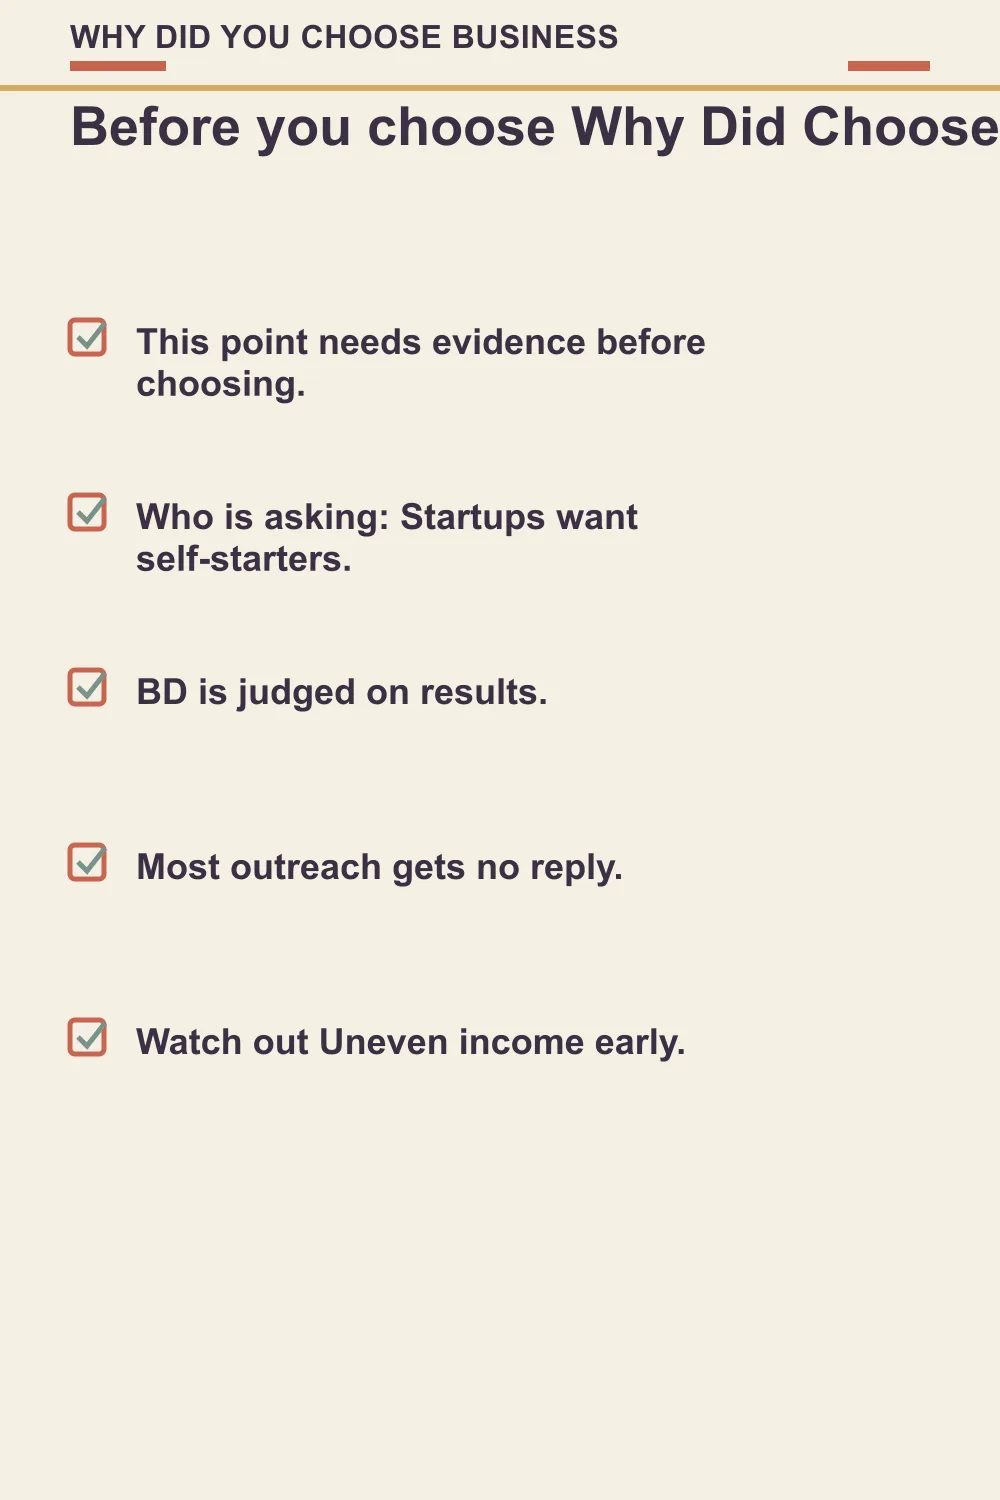 WHY DID YOU CHOOSE BUSINESS
Before you choose Why Did Choose
This point needs evidence before
choosing.
Who is asking: Startups want
self-starters.
BD is judged on results.
Most outreach gets no reply.
Watch out Uneven income early.